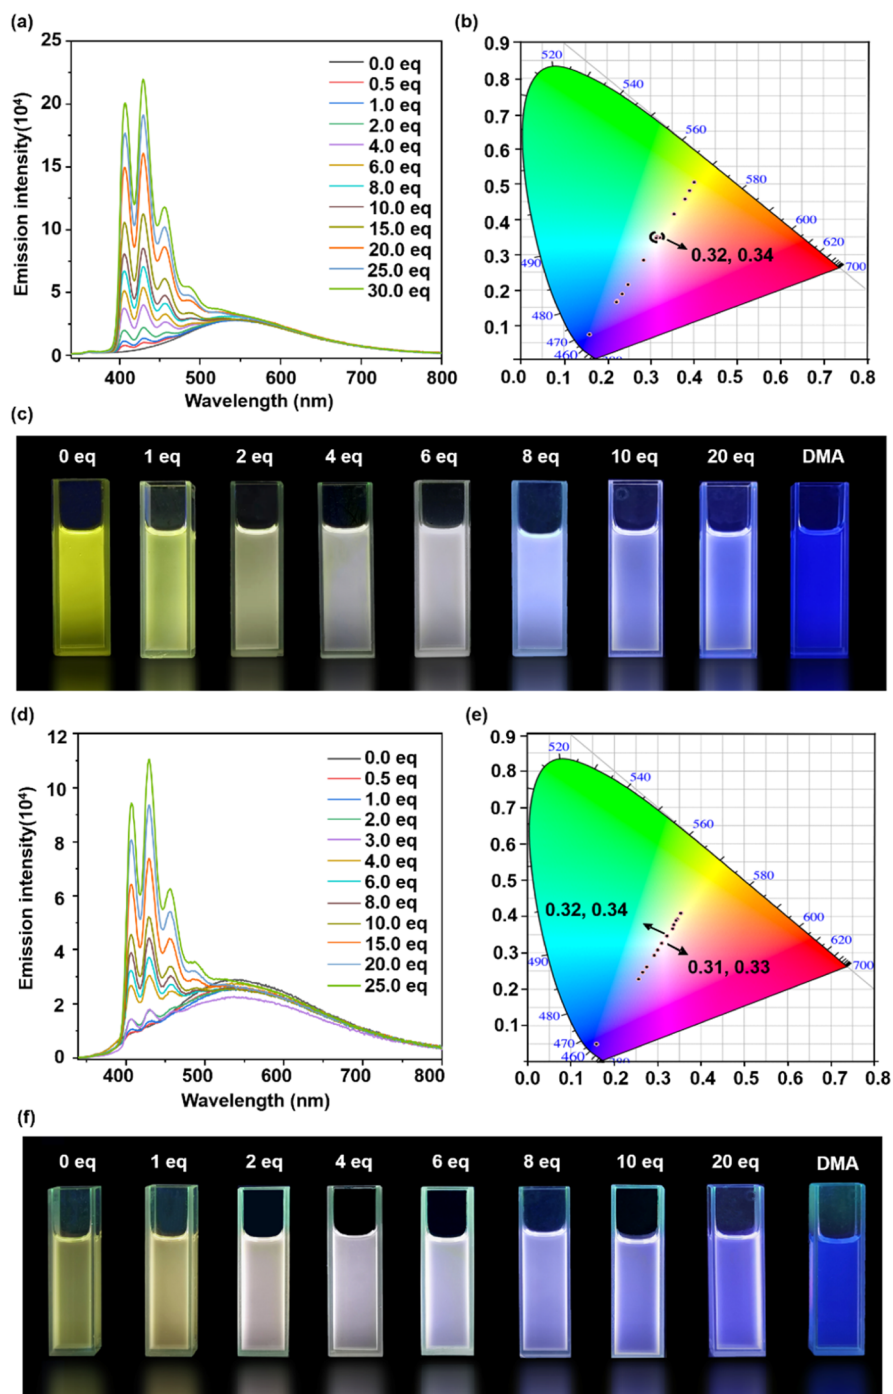 (a)
25
20
15
10
5
0
Emission intensity(10⁴)
400 500 600 700 800
Wavelength (nm)
0.0 eq
0.5 eq
1.0 eq
2.0 eq
4.0 eq
6.0 eq
8.0 eq
10.0 eq
15.0 eq
20.0 eq
25.0 eq
30.0 eq
(b)
0.9
0.8
0.7
0.6
0.5
0.4
0.3
0.2
0.1
0.0 0.1 0.2 0.3 0.4 0.5 0.6 0.7 0.8
520
540
560
580
600
620
700
490
480
470
460
0.32, 0.34
(c)
0 eq 1 eq 2 eq 4 eq 6 eq 8 eq 10 eq 20 eq DMA
(d)
12
10
8
6
4
2
0
Emission intensity(10⁴)
400 500 600 700 800
Wavelength (nm)
0.0 eq
0.5 eq
1.0 eq
2.0 eq
3.0 eq
4.0 eq
6.0 eq
8.0 eq
10.0 eq
15.0 eq
20.0 eq
25.0 eq
(e)
0.9
0.8
0.7
0.6
0.5
0.4
0.3
0.2
0.1
0.0 0.1 0.2 0.3 0.4 0.5 0.6 0.7 0.8
520
540
560
580
600
620
700
490
480
470
460
0.32, 0.34
0.31, 0.33
(f)
0 eq 1 eq 2 eq 4 eq 6 eq 8 eq 10 eq 20 eq DMA